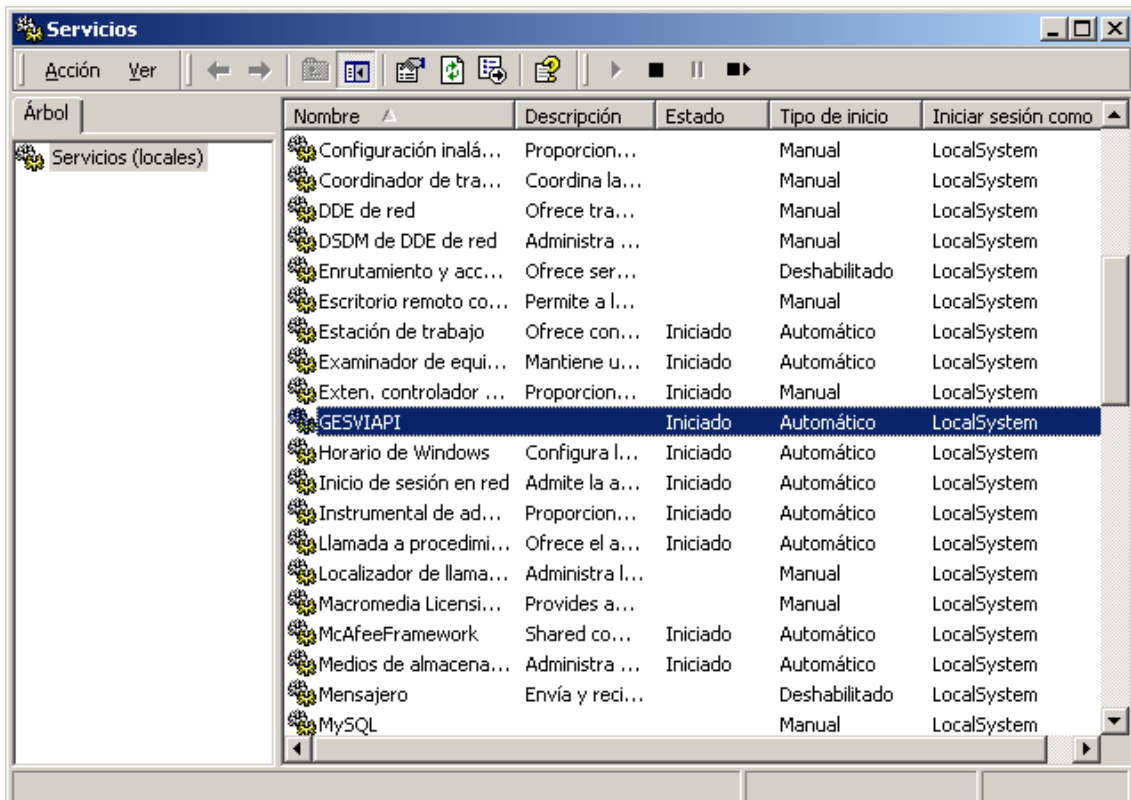 Servicios
Acción Ver
Árbol
Servicios (locales)
Nombre Descripción Estado Tipo de inicio Iniciar sesión como
Configuración inalá... Proporcion... Manual LocalSystem
Coordinador de tra... Coordina la... Manual LocalSystem
DDE de red Ofrece tra... Manual LocalSystem
DSDM de DDE de red Administra ... Manual LocalSystem
Enrutamiento y acc... Ofrece ser... Deshabilitado LocalSystem
Escritorio remoto co... Permite a l... Manual LocalSystem
Estación de trabajo Ofrece con... Iniciado Automático LocalSystem
Examinador de equi... Mantiene u... Iniciado Automático LocalSystem
Exten. controlador ... Proporcion... Iniciado Manual LocalSystem
GESVIAPI Iniciado Automático LocalSystem
Horario de Windows Configura l... Iniciado Automático LocalSystem
Inicio de sesión en red Admite la a... Iniciado Automático LocalSystem
Instrumental de ad... Proporcion... Iniciado Automático LocalSystem
Llamada a procedimi... Ofrece el a... Iniciado Automático LocalSystem
Localizador de llama... Administra l... Manual LocalSystem
Macromedia Licensi... Provides a... Manual LocalSystem
McAfeeFramework Shared co... Iniciado Automático LocalSystem
Medios de almacena... Administra ... Iniciado Automático LocalSystem
Mensajero Envía y reci... Deshabilitado LocalSystem
MySQL Manual LocalSystem